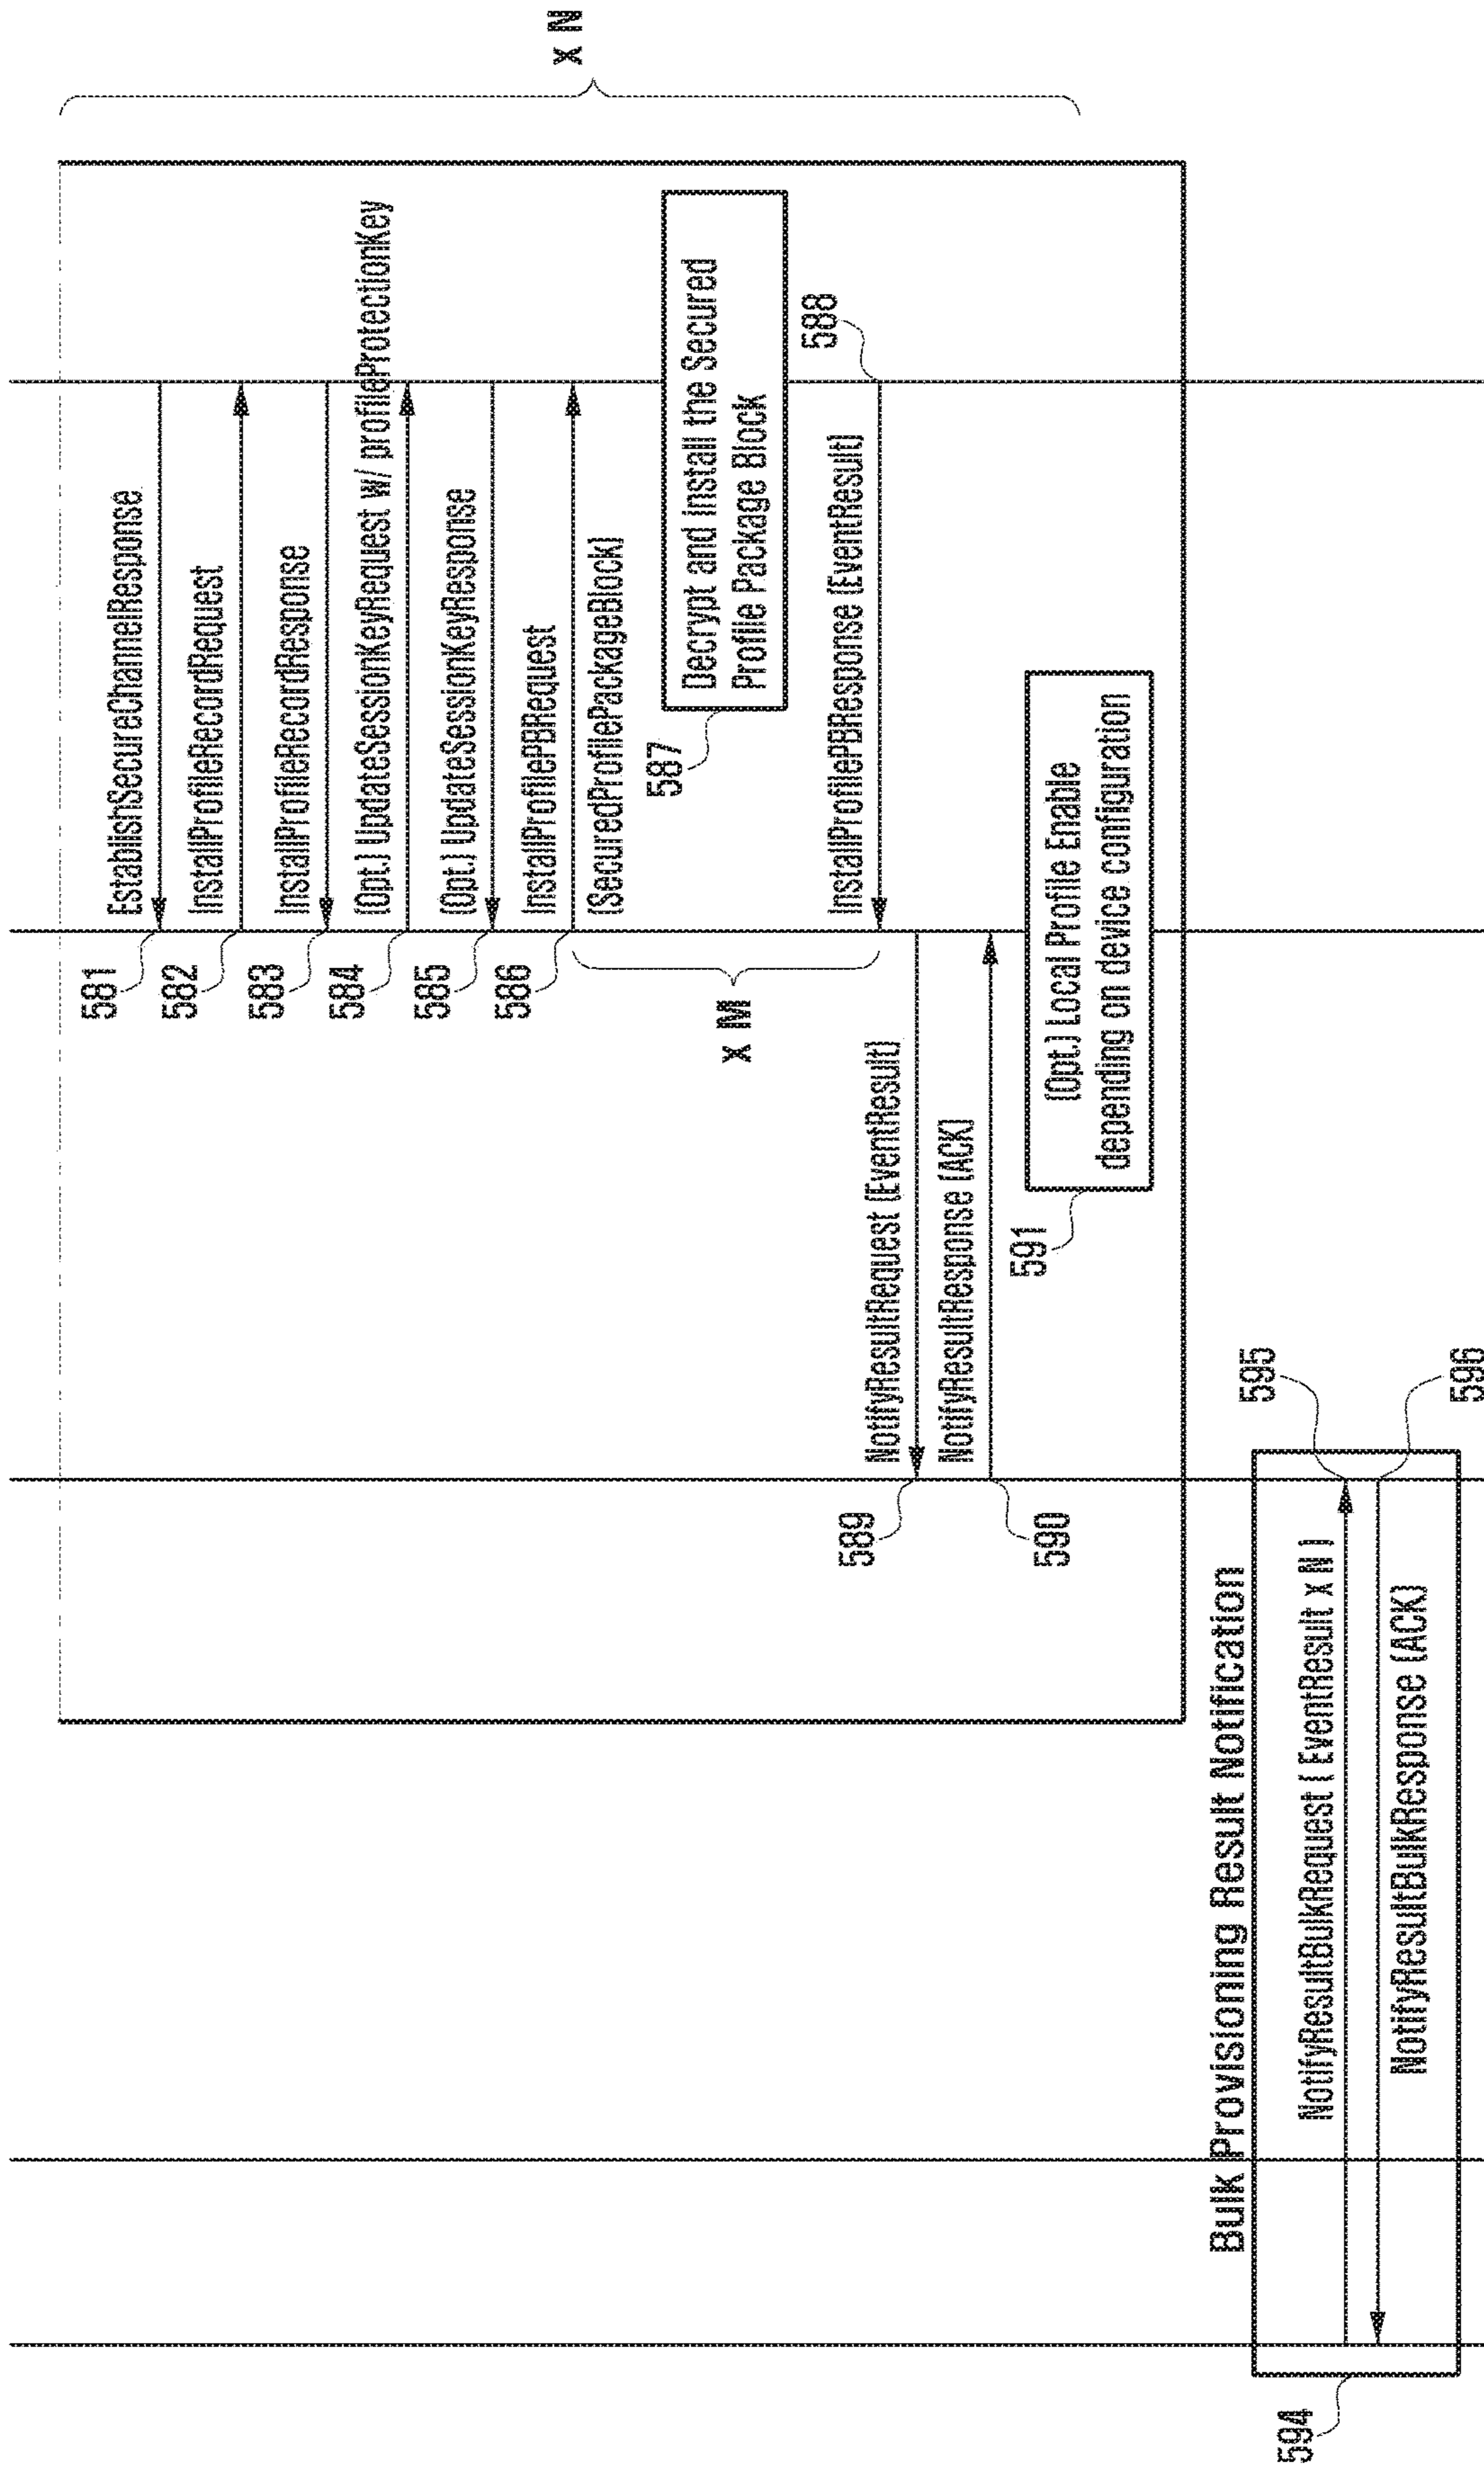 x N
581
EstablishSecureChannelResponse
582
InstallProfileRecordRequest
583
InstallProfileRecordResponse
584
(Opt.) UpdateSessionKeyRequest w/ profileProtectionKey
585
(Opt.) UpdateSessionKeyResponse
586
InstallProfilePBRequest
(SecuredProfilePackageBlock)
587
Decrypt and install the Secured
Profile Package Block
x M
588
InstallProfilePBResponse (EventResult)
589
NotifyResultRequest (EventResult)
NotifyResultResponse (ACK)
590
591
(Opt.) Local Profile Enable
depending on device configuration
Bulk Provisioning Result Notification
594
595
NotifyResultBulkRequest ( EventResult x N )
NotifyResultBulkResponse (ACK)
596